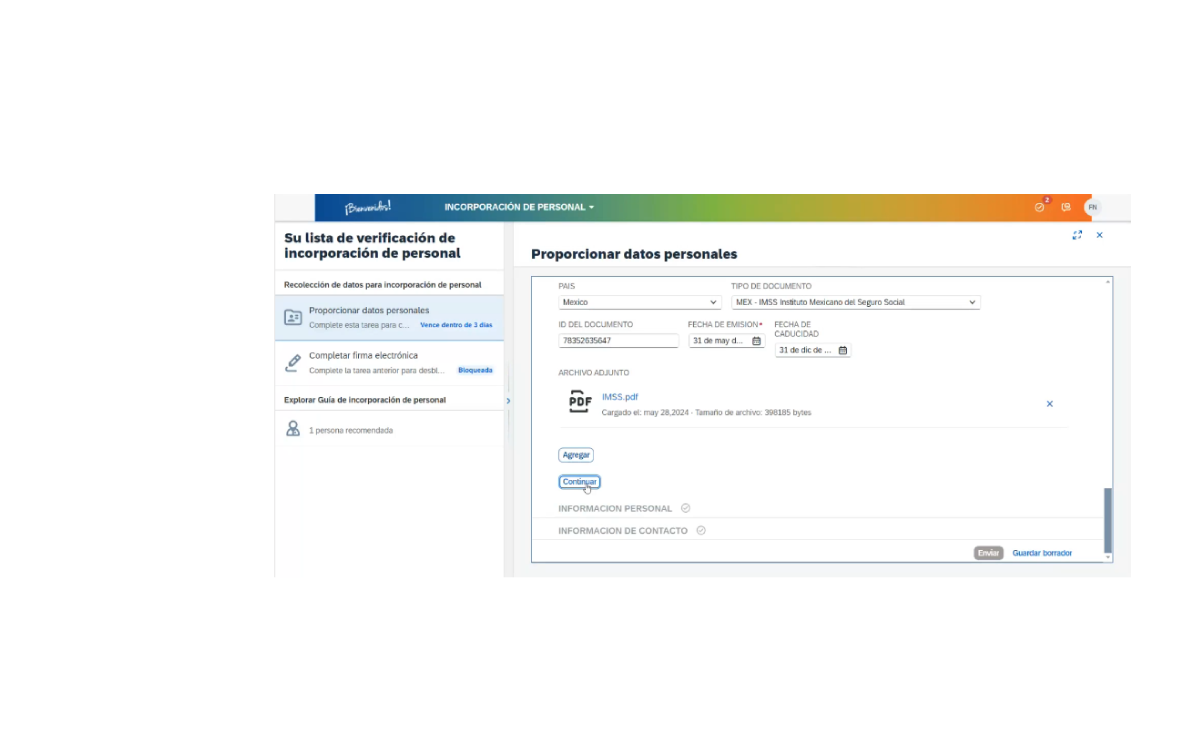 ¡Bienvenidos!
INCORPORACIÓN DE PERSONAL
2
FN
Su lista de verificación de
incorporación de personal
Recolección de datos para incorporación de personal
Proporcionar datos personales
Complete esta tarea para c... Vence dentro de 3 días
Completar firma electrónica
Complete la tarea anterior para desbl... Bloqueada
Explorar Guía de incorporación de personal
1 persona recomendada
Proporcionar datos personales
PAIS TIPO DE DOCUMENTO
Mexico MEX - IMSS Instituto Mexicano del Seguro Social
ID DEL DOCUMENTO FECHA DE EMISION* FECHA DE
CADUCIDAD
78352635647 31 de may d... 31 de dic de ...
ARCHIVO ADJUNTO
PDF IMSS.pdf
Cargado el: may 28,2024 - Tamaño de archivo: 398185 bytes
Agregar
Continuar
INFORMACION PERSONAL
INFORMACION DE CONTACTO
Enviar Guardar borrador